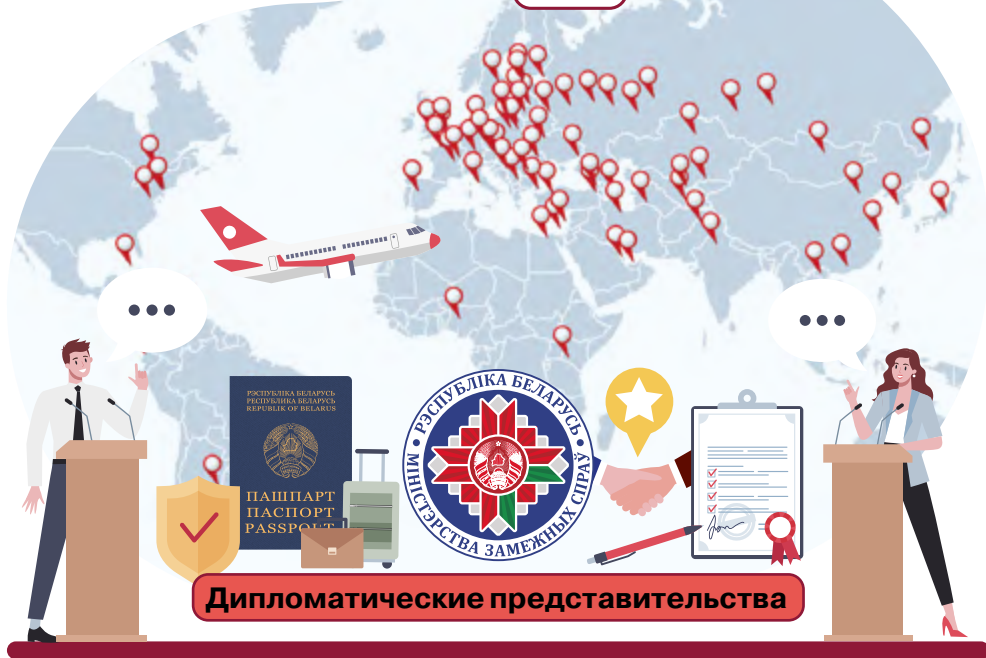 РЭСПУБЛІКА БЕЛАРУСЬ
РЕСПУБЛИКА БЕЛАРУСЬ
REPUBLIC OF BELARUS
ПАШПАРТ
ПАСПОРТ
PASSPORT
РЭСПУБЛІКА БЕЛАРУСЬ
МІНІСТЭРСТВА ЗАМЕЖНЫХ СПРАЎ
Дипломатические представительства